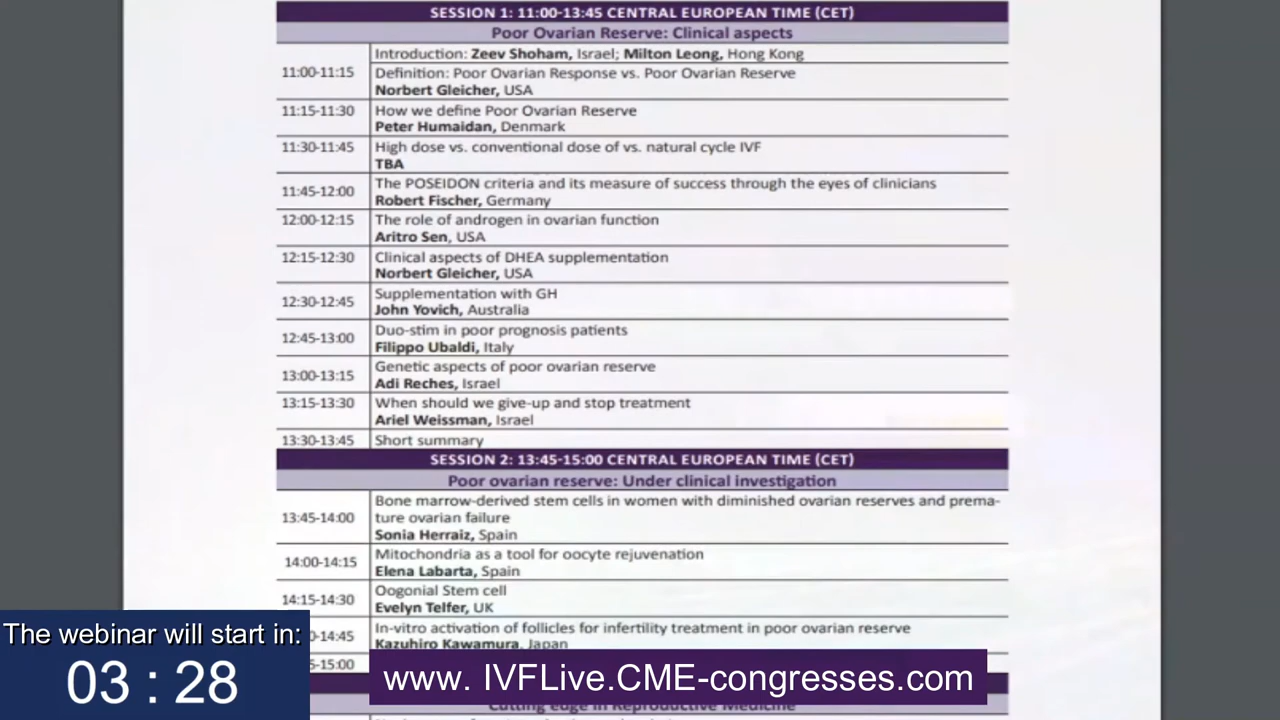 SESSION 1: 11:00-13:45 CENTRAL EUROPEAN TIME (CET)
Poor Ovarian Reserve: Clinical aspects
Introduction: Zeev Shoham, Israel; Milton Leong, Hong Kong
11:00-11:15
Definition: Poor Ovarian Response vs. Poor Ovarian Reserve
Norbert Gleicher, USA
11:15-11:30
How we define Poor Ovarian Reserve
Peter Humaidan, Denmark
11:30-11:45
High dose vs. conventional dose of vs. natural cycle IVF
TBA
11:45-12:00
The POSEIDON criteria and its measure of success through the eyes of clinicians
Robert Fischer, Germany
12:00-12:15
The role of androgen in ovarian function
Aritro Sen, USA
12:15-12:30
Clinical aspects of DHEA supplementation
Norbert Gleicher, USA
12:30-12:45
Supplementation with GH
John Yovich, Australia
12:45-13:00
Duo-stim in poor prognosis patients
Filippo Ubaldi, Italy
13:00-13:15
Genetic aspects of poor ovarian reserve
Adi Reches, Israel
13:15-13:30
When should we give-up and stop treatment
Ariel Weissman, Israel
13:30-13:45
Short summary
SESSION 2: 13:45-15:00 CENTRAL EUROPEAN TIME (CET)
Poor ovarian reserve: Under clinical investigation
13:45-14:00
Bone marrow-derived stem cells in women with diminished ovarian reserves and prema-
ture ovarian failure
Sonia Herraiz, Spain
14:00-14:15
Mitochondria as a tool for oocyte rejuvenation
Elena Labarta, Spain
14:15-14:30
Oogonial Stem cell
Evelyn Telfer, UK
0-14:45
In-vitro activation of follicles for infertility treatment in poor ovarian reserve
Kazuhiro Kawamura, Japan
5-15:00
Cutting edge in Reproductive Medicine
The webinar will start in:
03 : 28
www. IVFLive.CME-congresses.com